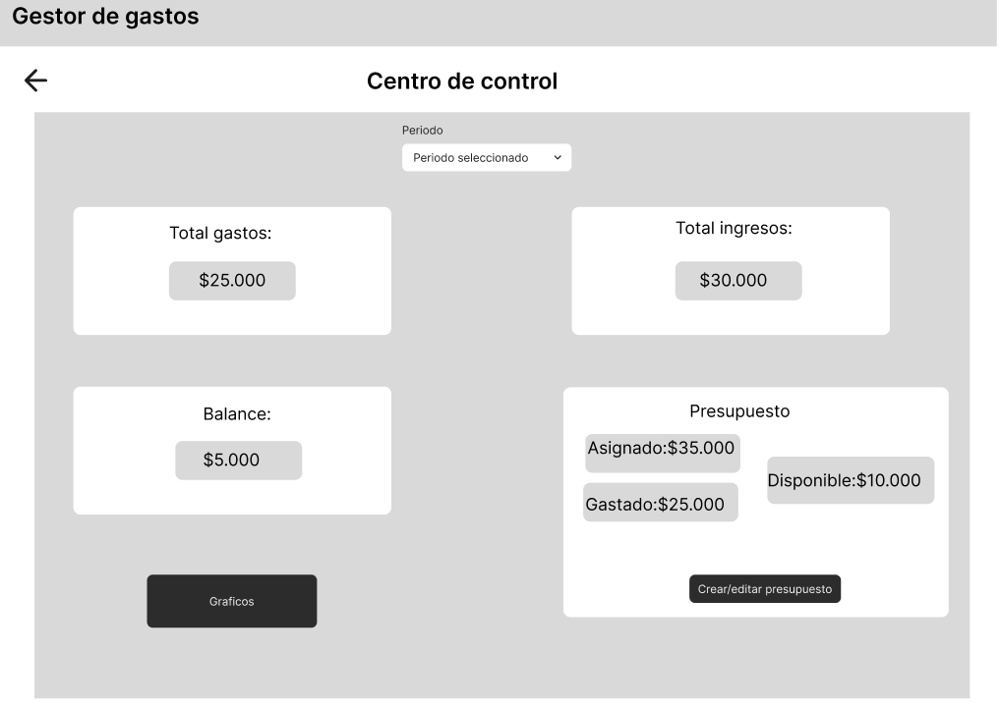 Gestor de gastos
Centro de control
Periodo
Periodo seleccionado
Total gastos:
$25.000
Total ingresos:
$30.000
Balance:
$5.000
Presupuesto
Asignado:$35.000
Disponible:$10.000
Gastado:$25.000
Graficos
Crear/editar presupuesto